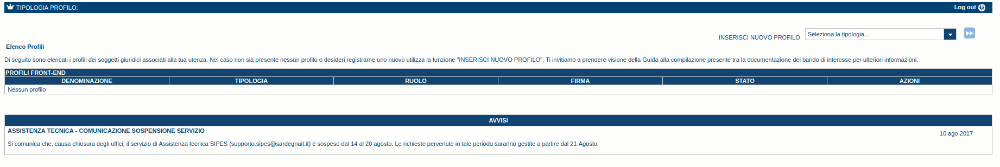 TIPOLOGIA PROFILO:
Log out
INSERISCI NUOVO PROFILO
Seleziona la tipologia...
Elenco Profili
Di seguito sono elencati i profili dei soggetti giuridici associati alla tua utenza. Nel caso non sia presente nessun profilo o desideri registrarne uno nuovo utilizza la funzione "INSERISCI NUOVO PROFILO". Ti invitiamo a prendere visione della Guida alla compilazione presente tra la documentazione del bando di interesse per ulteriori informazioni.
PROFILI FRONT-END
DENOMINAZIONE TIPOLOGIA RUOLO FIRMA STATO AZIONI
Nessun profilo
AVVISI
ASSISTENZA TECNICA - COMUNICAZIONE SOSPENSIONE SERVIZIO
10 ago 2017
Si comunica che, causa chiusura degli uffici, il servizio di Assistenza tecnica SIPES (supporto.sipes@sardegnait.it) è sospeso dal 14 al 20 agosto. Le richieste pervenute in tale periodo saranno gestite a partire dal 21 Agosto.